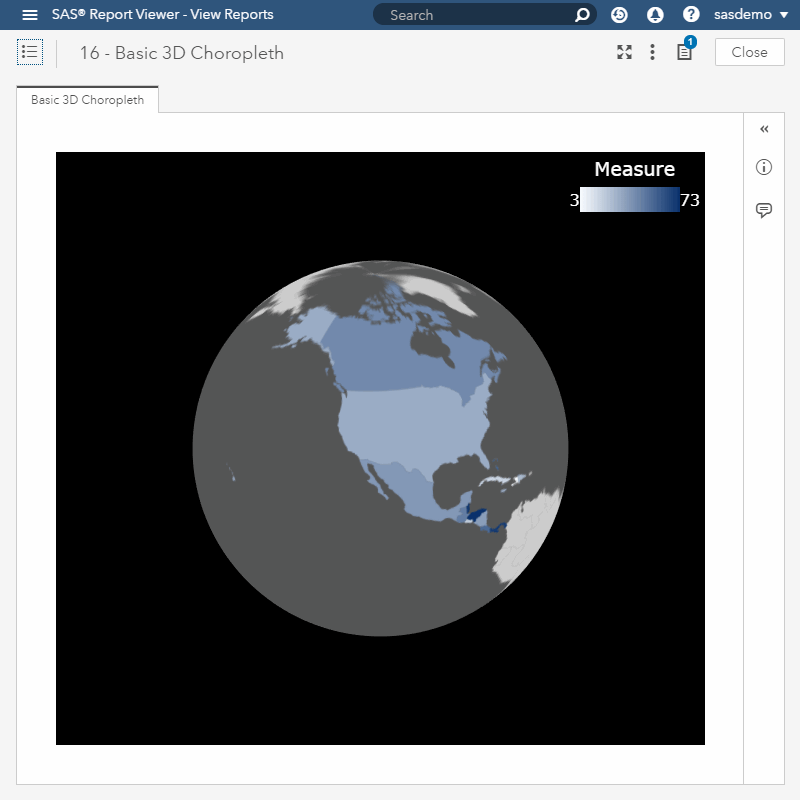 SAS® Report Viewer - View Reports
Search
?
sasdemo
16 - Basic 3D Choropleth
1
Close
Basic 3D Choropleth
Measure
3
73